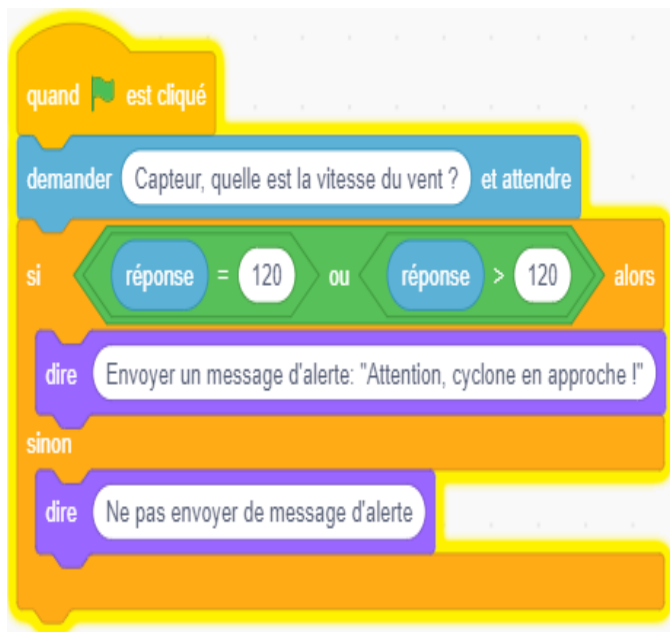 quand est cliqué
demander Capteur, quelle est la vitesse du vent ? et attendre
si réponse = 120 ou réponse > 120 alors
dire Envoyer un message d'alerte: "Attention, cyclone en approche !"
sinon
dire Ne pas envoyer de message d'alerte